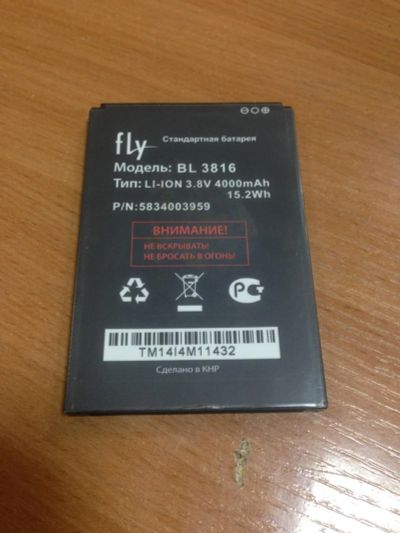 fly Стандартная батарея
Модель: BL 3816
Тип: LI-ION 3.8V 4000mAh
15.2Wh
P/N:5834003959
ВНИМАНИЕ!
НЕ ВСКРЫВАТЬ!
НЕ БРОСАТЬ В ОГОНЬ!
TM14I4M11432
Сделано в КНР